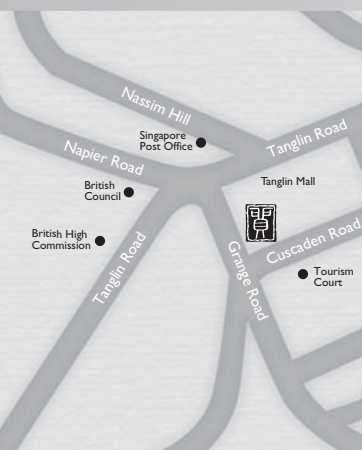 Nassim Hill
Singapore
Post Office
Tanglin Road
Napier Road
Tanglin Mall
British
Council
British High
Commission
Tanglin Road
Grange Road
Cuscaden Road
Tourism
Court